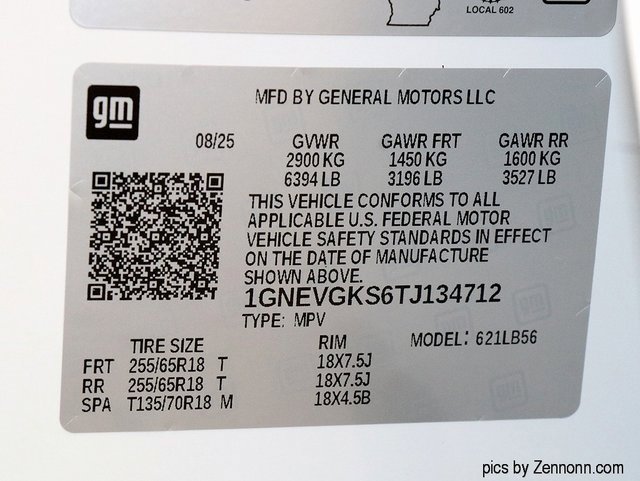 LOCAL 602
gm
MFD BY GENERAL MOTORS LLC
08/25 GVWR GAWR FRT GAWR RR
2900 KG 1450 KG 1600 KG
6394 LB 3196 LB 3527 LB
THIS VEHICLE CONFORMS TO ALL
APPLICABLE U.S. FEDERAL MOTOR
VEHICLE SAFETY STANDARDS IN EFFECT
ON THE DATE OF MANUFACTURE
SHOWN ABOVE.
1GNEVGKS6TJ134712
TYPE: MPV
TIRE SIZE RIM MODEL: 621LB56
FRT 255/65R18 T 18X7.5J
RR 255/65R18 T 18X7.5J
SPA T135/70R18 M 18X4.5B
pics by Zennonn.com